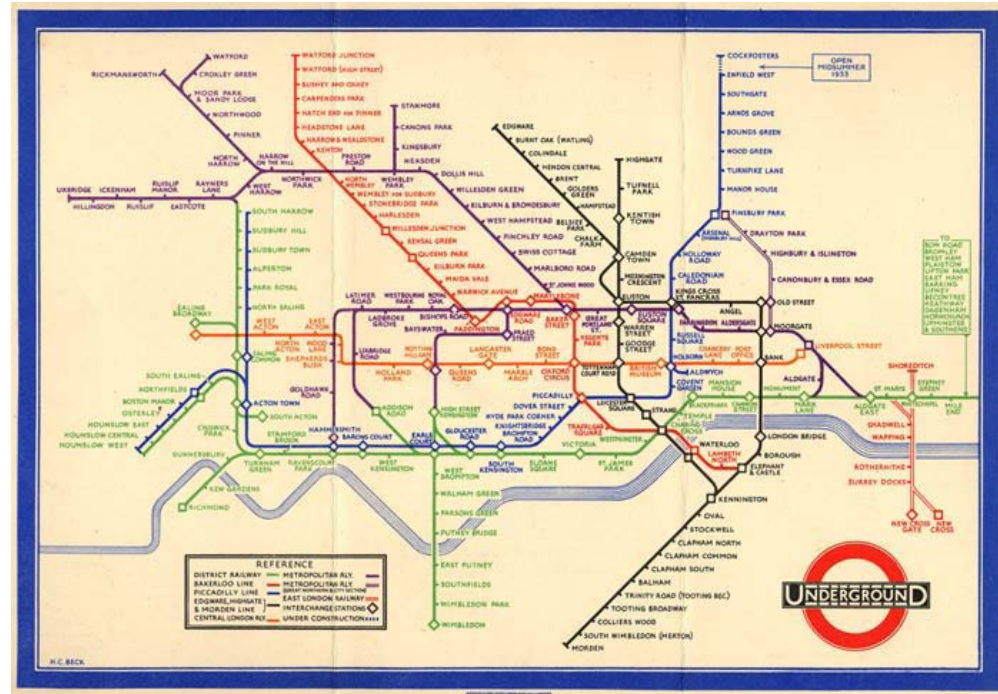 WATFORD
CROXLEY GREEN
RICKMANSWORTH
MOOR PARK
& SANDY LODGE
NORTHWOOD
PINNER
NORTH
HARROW
HARROW
ON THE HILL
NORTHWICK
PARK
PRESTON
ROAD
WEMBLEY
PARK
WEST
HARROW
RAYNERS
LANE
EASTCOTE
RUISLIP
MANOR
RUISLIP
ICKENHAM
HILLINGDON
UXBRIDGE
WATFORD JUNCTION
WATFORD (HIGH STREET)
BUSHEY AND OXHEY
CARPENDERS PARK
HATCH END FOR PINNER
HEADSTONE LANE
HARROW & WEALDSTONE
KENTON
NORTH
WEMBLEY
WEMBLEY FOR SUDBURY
STONEBRIDGE PARK
HARLESDEN
WILLESDEN JUNCTION
KENSAL GREEN
QUEENS PARK
KILBURN PARK
MAIDA VALE
WARWICK AVENUE
PADDINGTON
EDGWARE
ROAD
MARYLEBONE
BAKER
STREET
STANMORE
CANONS PARK
KINGSBURY
NEASDEN
DOLLIS HILL
WILLESDEN GREEN
KILBURN & BRONDESBURY
WEST HAMPSTEAD
FINCHLEY ROAD
SWISS COTTAGE
MARLBORO ROAD
ST JOHNS WOOD
EDGWARE
BURNT OAK (WATLING)
COLINDALE
HENDON CENTRAL
BRENT
GOLDERS
GREEN
HAMPSTEAD
BELSIZE
PARK
CHALK
FARM
HIGHGATE
TUFNELL
PARK
KENTISH
TOWN
CAMDEN
TOWN
MORNINGTON
CRESCENT
EUSTON
COCKFOSTERS
OPEN
MIDSUMMER
1933
ENFIELD WEST
SOUTHGATE
ARNOS GROVE
BOUNDS GREEN
WOOD GREEN
TURNPIKE LANE
MANOR HOUSE
FINSBURY PARK
ARSENAL
(HIGHBURY HILL)
HOLLOWAY
ROAD
CALEDONIAN
ROAD
KINGS CROSS
ST. PANCRAS
DRAYTON PARK
HIGHBURY & ISLINGTON
CANONBURY & ESSEX ROAD
OLD STREET
ANGEL
MOORGATE
LIVERPOOL STREET
TO
BOW ROAD
BROMLEY
WEST HAM
PLAISTOW
UPTON PARK
EAST HAM
BARKING
UPNEY
BECONTREE
HEATHWAY
DAGENHAM
HORNCHURCH
UPMINSTER
& SOUTHEND
SOUTH HARROW
SUDBURY HILL
SUDBURY TOWN
ALPERTON
PARK ROYAL
NORTH EALING
EALING
BROADWAY
WEST
ACTON
NORTH
ACTON
EAST
ACTON
WOOD
LANE
SHEPHERDS
BUSH
EALING
COMMON
SOUTH EALING
NORTHFIELDS
BOSTON MANOR
OSTERLEY
HOUNSLOW EAST
HOUNSLOW CENTRAL
HOUNSLOW WEST
ACTON TOWN
SOUTH ACTON
CHISWICK
PARK
GUNNERSBURY
KEW GARDENS
RICHMOND
TURNHAM
GREEN
STAMFORD
BROOK
RAVENSCOURT
PARK
GOLDHAWK
ROAD
HAMMERSMITH
BARONS COURT
WEST
KENSINGTON
LATIMER
ROAD
LADBROKE
GROVE
WESTBOURNE
PARK
ROYAL
OAK
BISHOPS ROAD
UXBRIDGE
ROAD
BAYSWATER
PRAED
STREET
HOLLAND
PARK
NOTTING
HILL GATE
QUEENS
ROAD
LANCASTER
GATE
MARBLE
ARCH
BOND
STREET
OXFORD
CIRCUS
ADDISON
ROAD
HIGH STREET
KENSINGTON
EARLS
COURT
GLOUCESTER
ROAD
SOUTH
KENSINGTON
BROMPTON
ROAD
KNIGHTSBRIDGE
HYDE PARK CORNER
DOVER STREET
PICCADILLY
SLOANE
SQUARE
VICTORIA
ST. JAMES
PARK
WESTMINSTER
GREAT
PORTLAND
ST.
REGENTS
PARK
EUSTON
SQUARE
WARREN
STREET
GOODGE
STREET
TOTTENHAM
COURT ROAD
RUSSELL
SQUARE
FARRINGDON
ALDERSGATE
HOLBORN
BRITISH
MUSEUM
CHANCERY
LANE
POST
OFFICE
BANK
ALDWYCH
COVENT
GARDEN
LEICESTER
SQUARE
STRAND
TRAFALGAR
SQUARE
CHARING
CROSS
TEMPLE
BLACKFRIARS
MANSION
HOUSE
CANNON
STREET
MONUMENT
MARK
LANE
ALDGATE
ALDGATE
EAST
ST. MARYS
WHITECHAPEL
STEPNEY
GREEN
MILE
END
SHOREDITCH
SHADWELL
WAPPING
ROTHERHITHE
SURREY DOCKS
NEW CROSS
GATE
NEW
CROSS
WATERLOO
LAMBETH
NORTH
ELEPHANT
& CASTLE
LONDON BRIDGE
BOROUGH
KENNINGTON
OVAL
STOCKWELL
CLAPHAM NORTH
CLAPHAM COMMON
CLAPHAM SOUTH
BALHAM
TRINITY ROAD (TOOTING BEC)
TOOTING BROADWAY
COLLIERS WOOD
SOUTH WIMBLEDON (MERTON)
MORDEN
WEST
BROMPTON
WALHAM GREEN
PARSONS GREEN
PUTNEY BRIDGE
EAST PUTNEY
SOUTHFIELDS
WIMBLEDON PARK
WIMBLEDON
REFERENCE
DISTRICT RAILWAY
BAKERLOO LINE
PICCADILLY LINE
EDGWARE, HIGHGATE
& MORDEN LINE
CENTRAL LONDON RLY.
METROPOLITAN RLY.
METROPOLITAN RLY.
(GREAT NORTHERN & CITY SECTION)
EAST LONDON RAILWAY
INTERCHANGE STATIONS
UNDER CONSTRUCTION
UNDERGROUND
H.C. BECK